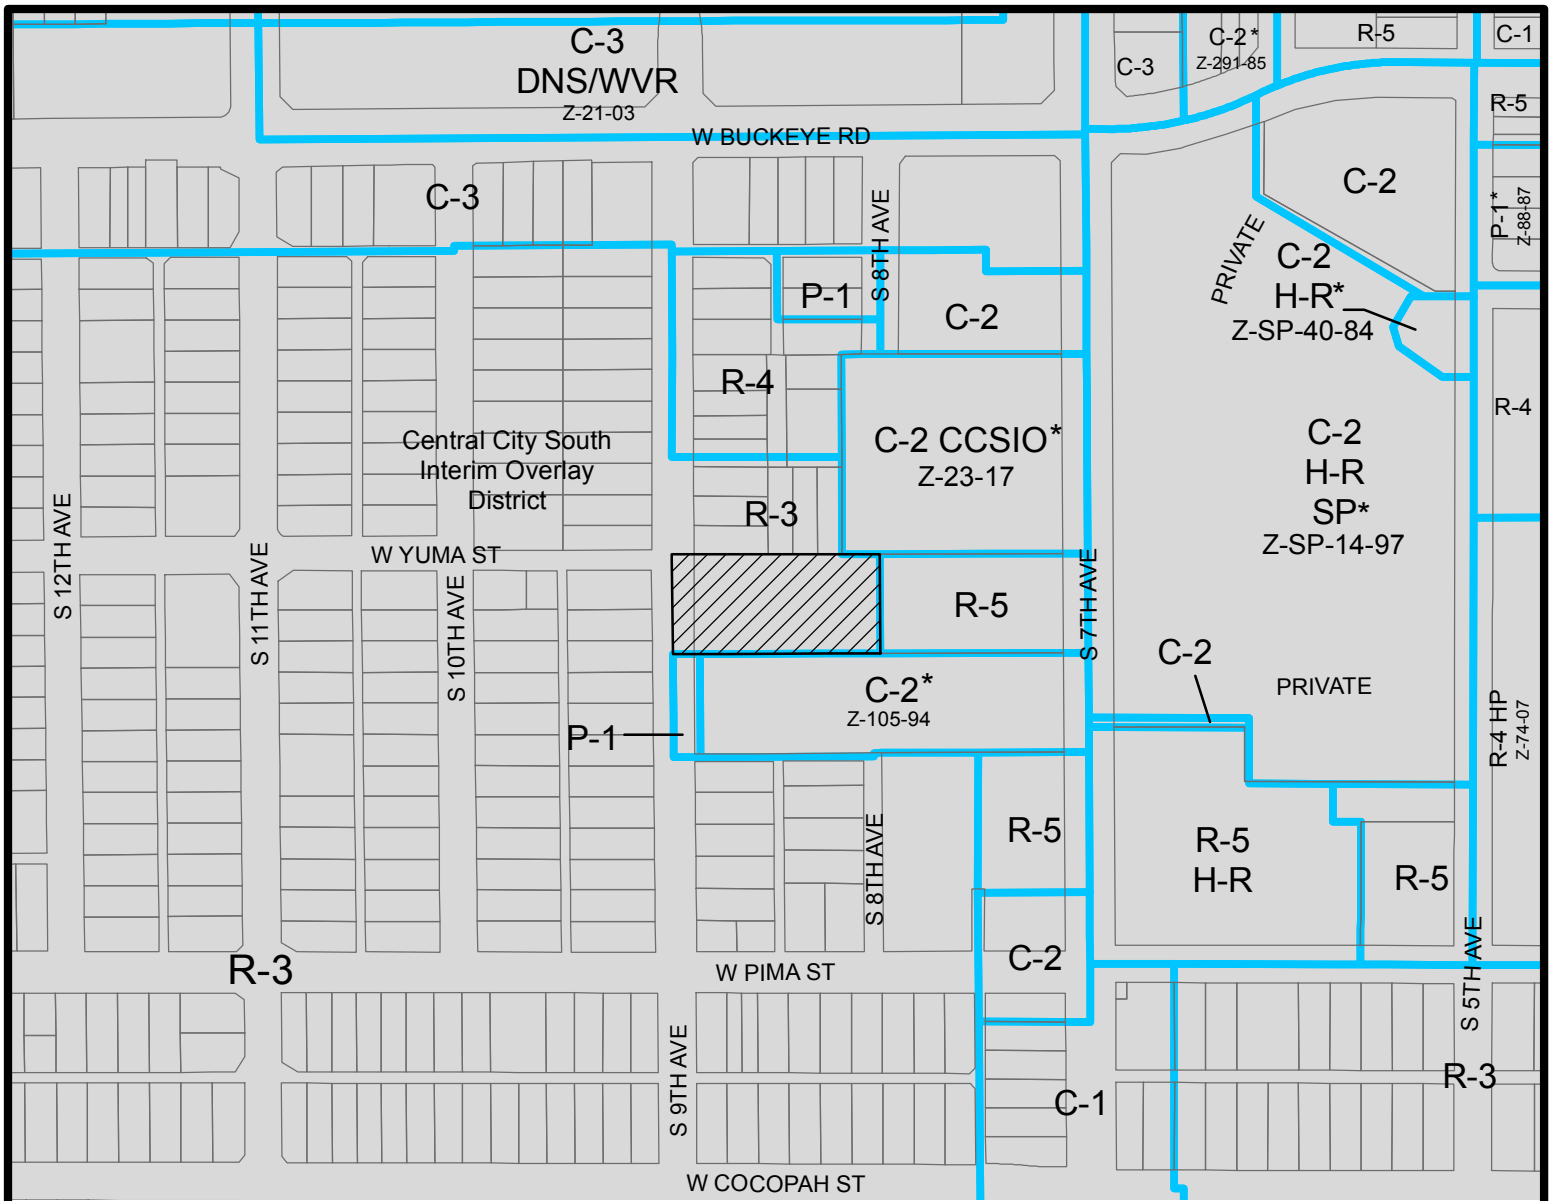 C-3
DNS/WVR
Z-21-03
C-3
C-2*
Z-291-85
R-5
C-1
R-5
W BUCKEYE RD
C-3
S 8TH AVE
C-2
P-1*
Z-88-87
PRIVATE
C-2
H-R*
Z-SP-40-84
P-1
C-2
R-4
R-4
Central City South
Interim Overlay
District
C-2 CCSIO*
Z-23-17
C-2
H-R
SP*
Z-SP-14-97
R-3
S 12TH AVE
S 11TH AVE
W YUMA ST
S 10TH AVE
R-5
S 7TH AVE
C-2
PRIVATE
C-2*
Z-105-94
P-1
R-4 HP
Z-74-07
R-5
S 8TH AVE
R-5
H-R
R-5
R-3
W PIMA ST
C-2
S 5TH AVE
S 9TH AVE
C-1
R-3
W COCOPAH ST